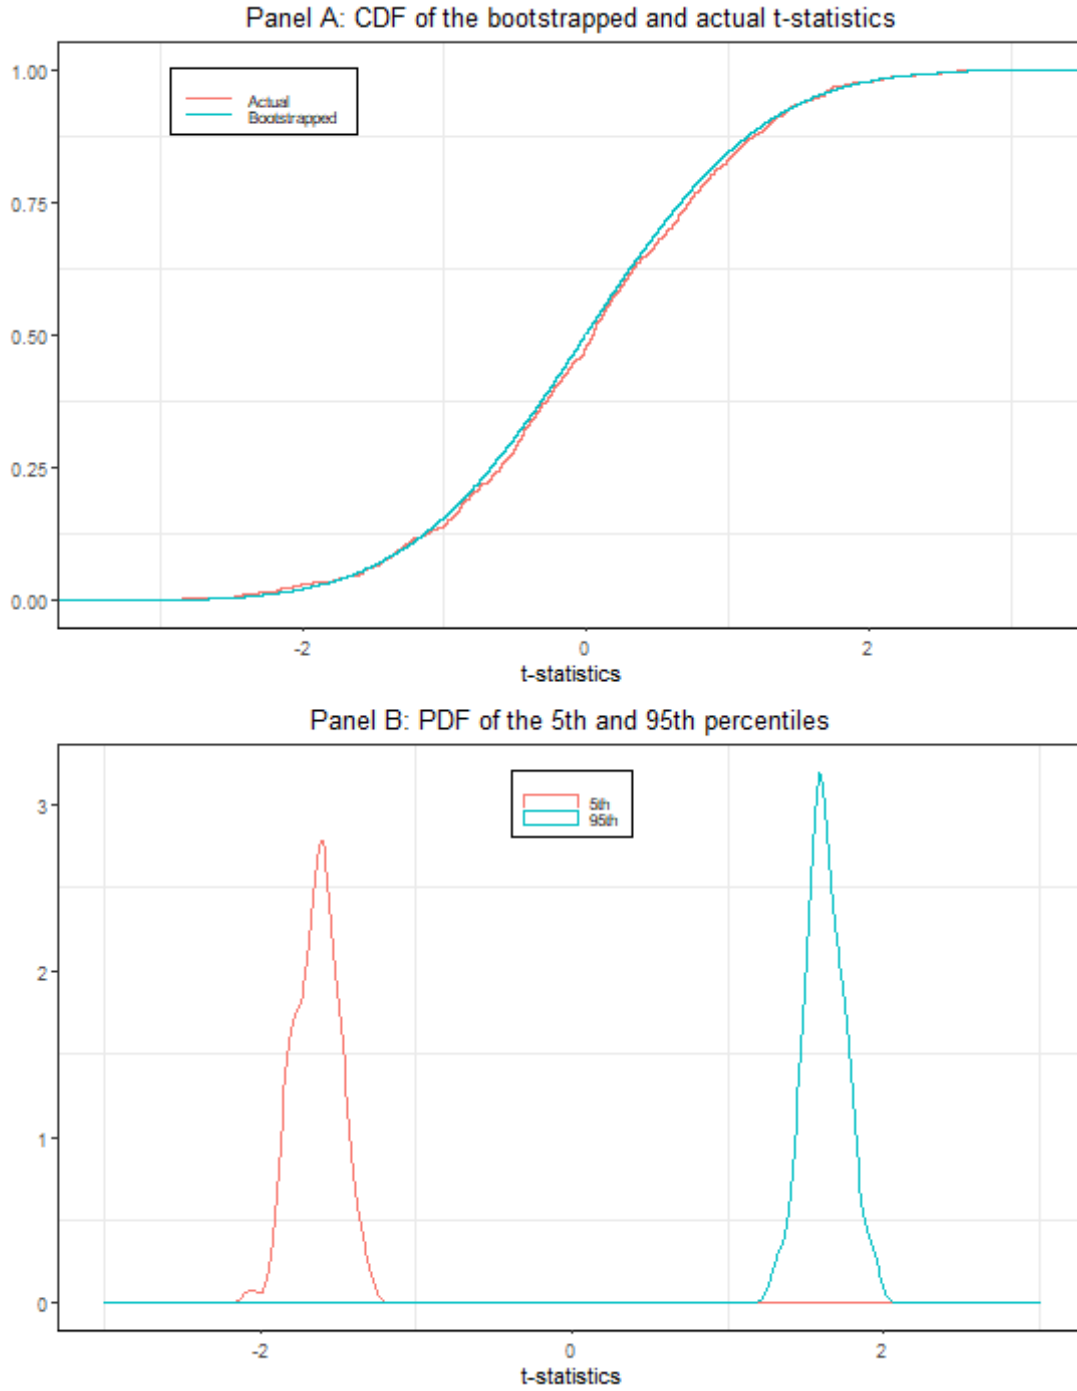 Panel A: CDF of the bootstrapped and actual t-statistics
1.00
Actual
Bootstrapped
0.75
0.50
0.25
0.00
-2 0 2
t-statistics
Panel B: PDF of the 5th and 95th percentiles
3
5th
95th
2
1
0
-2 0 2
t-statistics